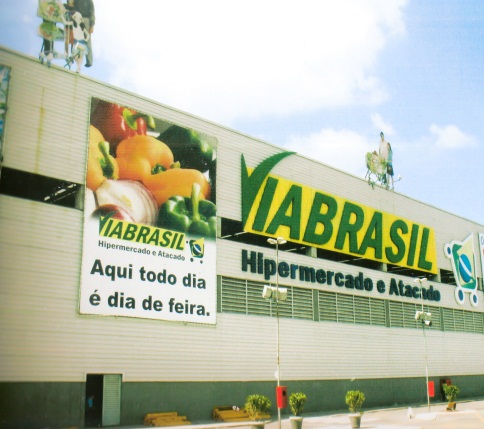 VIABRASIL
Hipermercado e Atacado
Aqui todo dia
é dia de feira.
VIABRASIL
Hipermercado e Atacado